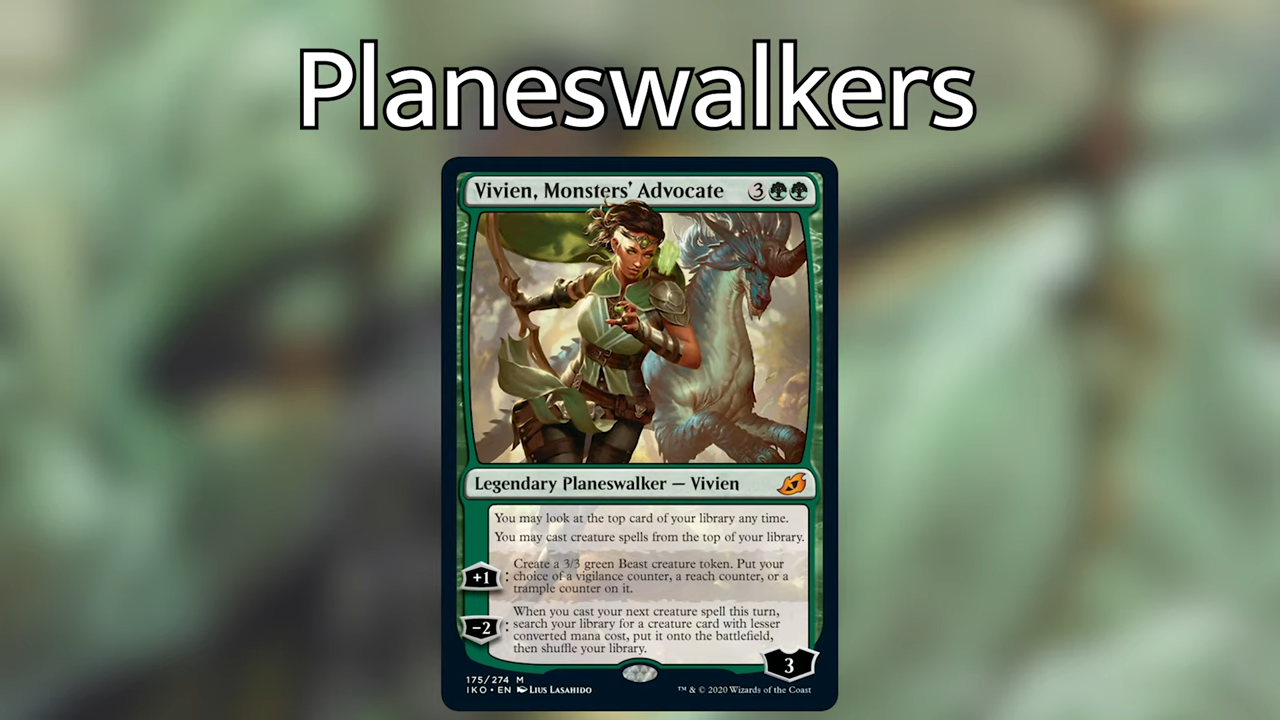 Planeswalkers
Vivien, Monsters' Advocate 3
Legendary Planeswalker — Vivien
You may look at the top card of your library any time.
You may cast creature spells from the top of your library.
+1: Create a 3/3 green Beast creature token. Put your
choice of a vigilance counter, a reach counter, or a
trample counter on it.
−2: When you cast your next creature spell this turn,
search your library for a creature card with lesser
converted mana cost, put it onto the battlefield,
then shuffle your library.
3
175/274 M
IKO • EN Lius Lasahido
™ & © 2020 Wizards of the Coast